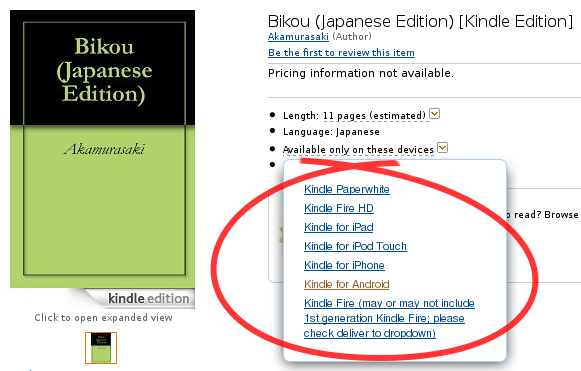 Bikou
(Japanese
Edition)
Akamurasaki
kindle edition
Click to open expanded view
Bikou (Japanese Edition) [Kindle Edition]
Akamurasaki (Author)
Be the first to review this item
Pricing information not available.
Length: 11 pages (estimated)
Language: Japanese
Available only on these devices
Kindle Paperwhite
Kindle Fire HD
Kindle for iPad
Kindle for iPod Touch
Kindle for iPhone
Kindle for Android
Kindle Fire (may or may not include
1st generation Kindle Fire; please
check deliver to dropdown)
to read? Browse